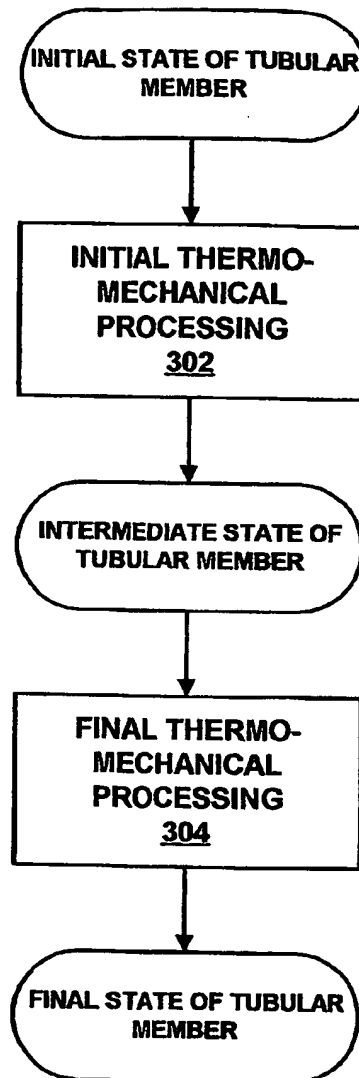 INITIAL STATE OF TUBULAR
MEMBER
INITIAL THERMO-
MECHANICAL
PROCESSING
302
INTERMEDIATE STATE OF
TUBULAR MEMBER
FINAL THERMO-
MECHANICAL
PROCESSING
304
FINAL STATE OF TUBULAR
MEMBER